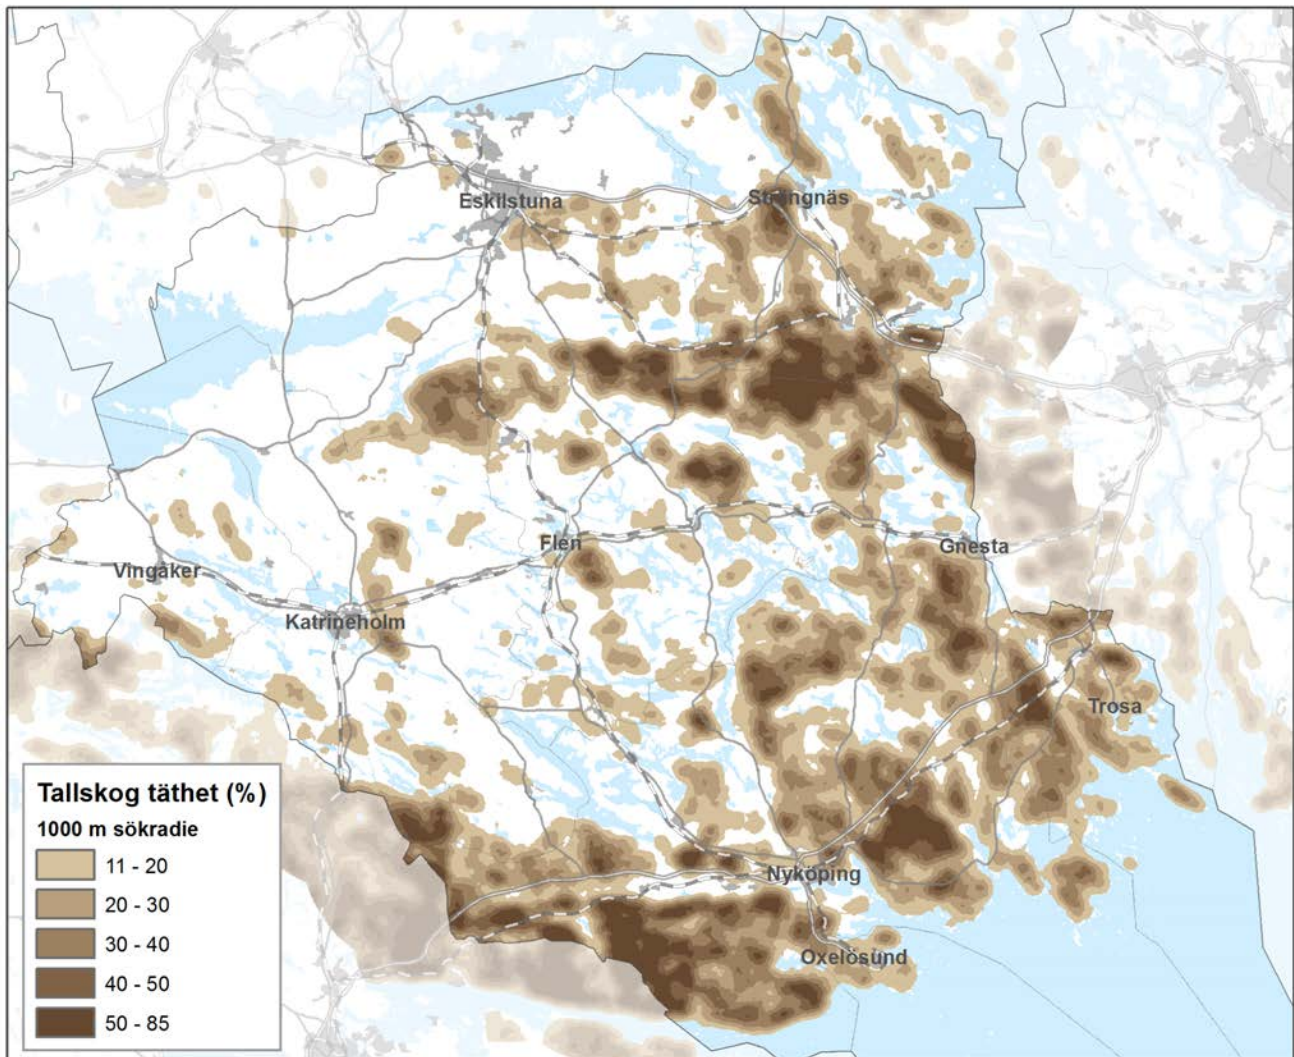 Eskilstuna
Strängnäs
Flen
Gnesta
Vingåker
Katrineholm
Trosa
Nyköping
Oxelösund
Tallskog täthet (%)
1000 m sökradie
11 - 20
20 - 30
30 - 40
40 - 50
50 - 85